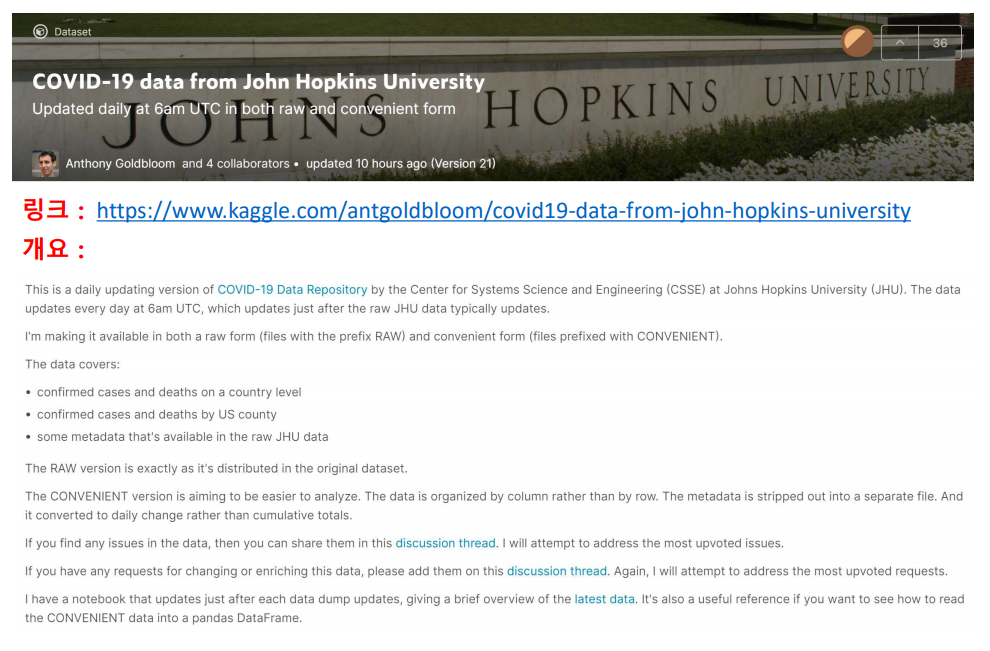 Dataset
36
COVID-19 data from John Hopkins University
Updated daily at 6am UTC in both raw and convenient form
JOHNS HOPKINS UNIVERSITY
Anthony Goldbloom and 4 collaborators • updated 10 hours ago (Version 21)
링크 : https://www.kaggle.com/antgoldbloom/covid19-data-from-john-hopkins-university
개요 :
This is a daily updating version of COVID-19 Data Repository by the Center for Systems Science and Engineering (CSSE) at Johns Hopkins University (JHU). The data
updates every day at 6am UTC, which updates just after the raw JHU data typically updates.
I'm making it available in both a raw form (files with the prefix RAW) and convenient form (files prefixed with CONVENIENT).
The data covers:
• confirmed cases and deaths on a country level
• confirmed cases and deaths by US county
• some metadata that's available in the raw JHU data
The RAW version is exactly as it's distributed in the original dataset.
The CONVENIENT version is aiming to be easier to analyze. The data is organized by column rather than by row. The metadata is stripped out into a separate file. And
it converted to daily change rather than cumulative totals.
If you find any issues in the data, then you can share them in this discussion thread. I will attempt to address the most upvoted issues.
If you have any requests for changing or enriching this data, please add them on this discussion thread. Again, I will attempt to address the most upvoted requests.
I have a notebook that updates just after each data dump updates, giving a brief overview of the latest data. It's also a useful reference if you want to see how to read
the CONVENIENT data into a pandas DataFrame.